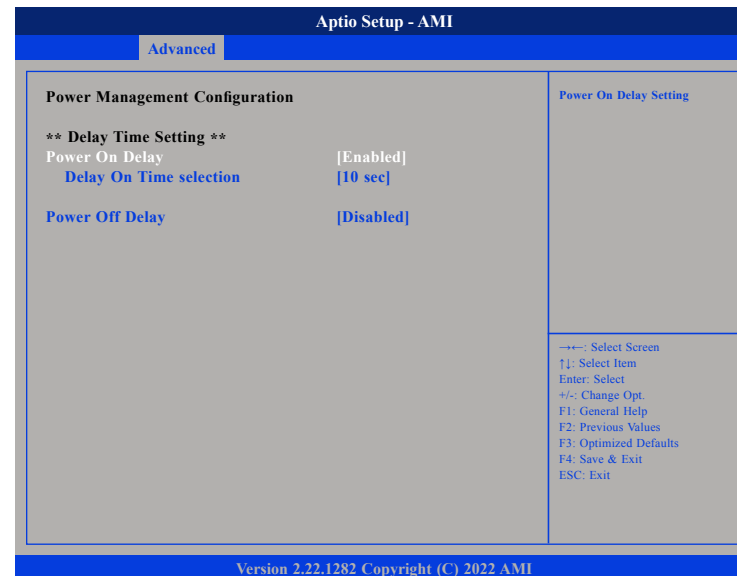 Aptio Setup - AMI
Advanced
Power Management Configuration
** Delay Time Setting **
Power On Delay [Enabled]
Delay On Time selection [10 sec]
Power Off Delay [Disabled]
Power On Delay Setting
→←: Select Screen
↑↓: Select Item
Enter: Select
+/-: Change Opt.
F1: General Help
F2: Previous Values
F3: Optimized Defaults
F4: Save & Exit
ESC: Exit
Version 2.22.1282 Copyright (C) 2022 AMI